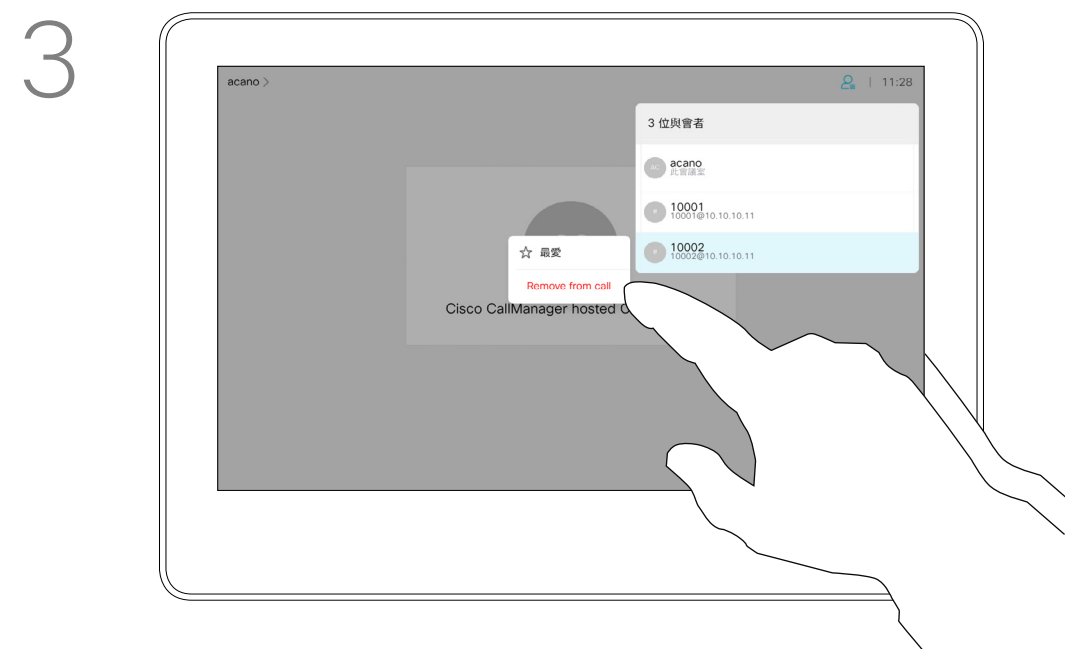 3
acano >
11:28
3 位與會者
AC
acano
此會議室
10001
10001@10.10.10.11
10002
10002@10.10.10.11
最愛
Remove from call
Cisco CallManager hosted C